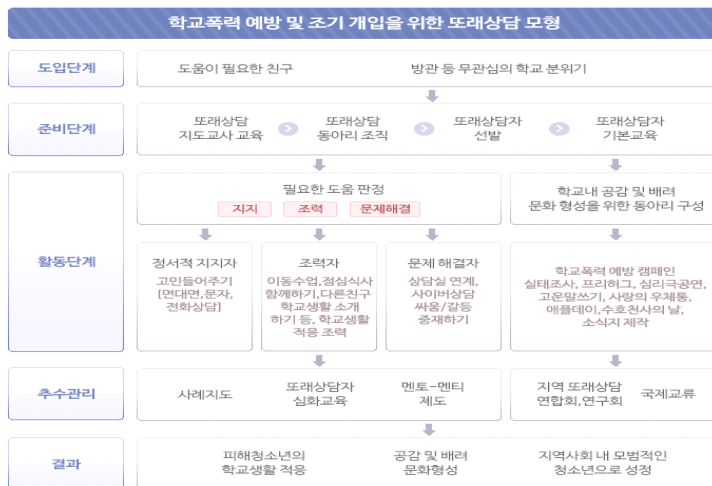 학교폭력 예방 및 조기 개입을 위한 또래상담 모형
도입단계
도움이 필요한 친구
방관 등 무관심의 학교 분위기
준비단계
또래상담
지도교사 교육
또래상담
동아리 조직
또래상담자
선발
또래상담자
기본교육
활동단계
필요한 도움 판정
지지
조력
문제해결
학교내 공감 및 배려
문화 형성을 위한 동아리 구성
정서적 지지자
고민들어주기
[면대면,문자,
전화상담]
조력자
이동수업,점심식사
함께하기,다른친구
학교생활 소개
하기 등, 학교생활
적응 조력
문제 해결자
상담실 연계,
사이버상담
싸움/갈등
중재하기
학교폭력 예방 캠페인
실태조사, 프리허그, 심리극공연,
고운말쓰기, 사랑의 우체통,
애플데이,수호천사의 날,
소식지 제작
추수관리
사례지도
또래상담자
심화교육
멘토-멘티
제도
지역 또래상담
연합회,연구회
국제교류
결과
피해청소년의
학교생활 적응
공감 및 배려
문화형성
지역사회 내 모범적인
청소년으로 성정